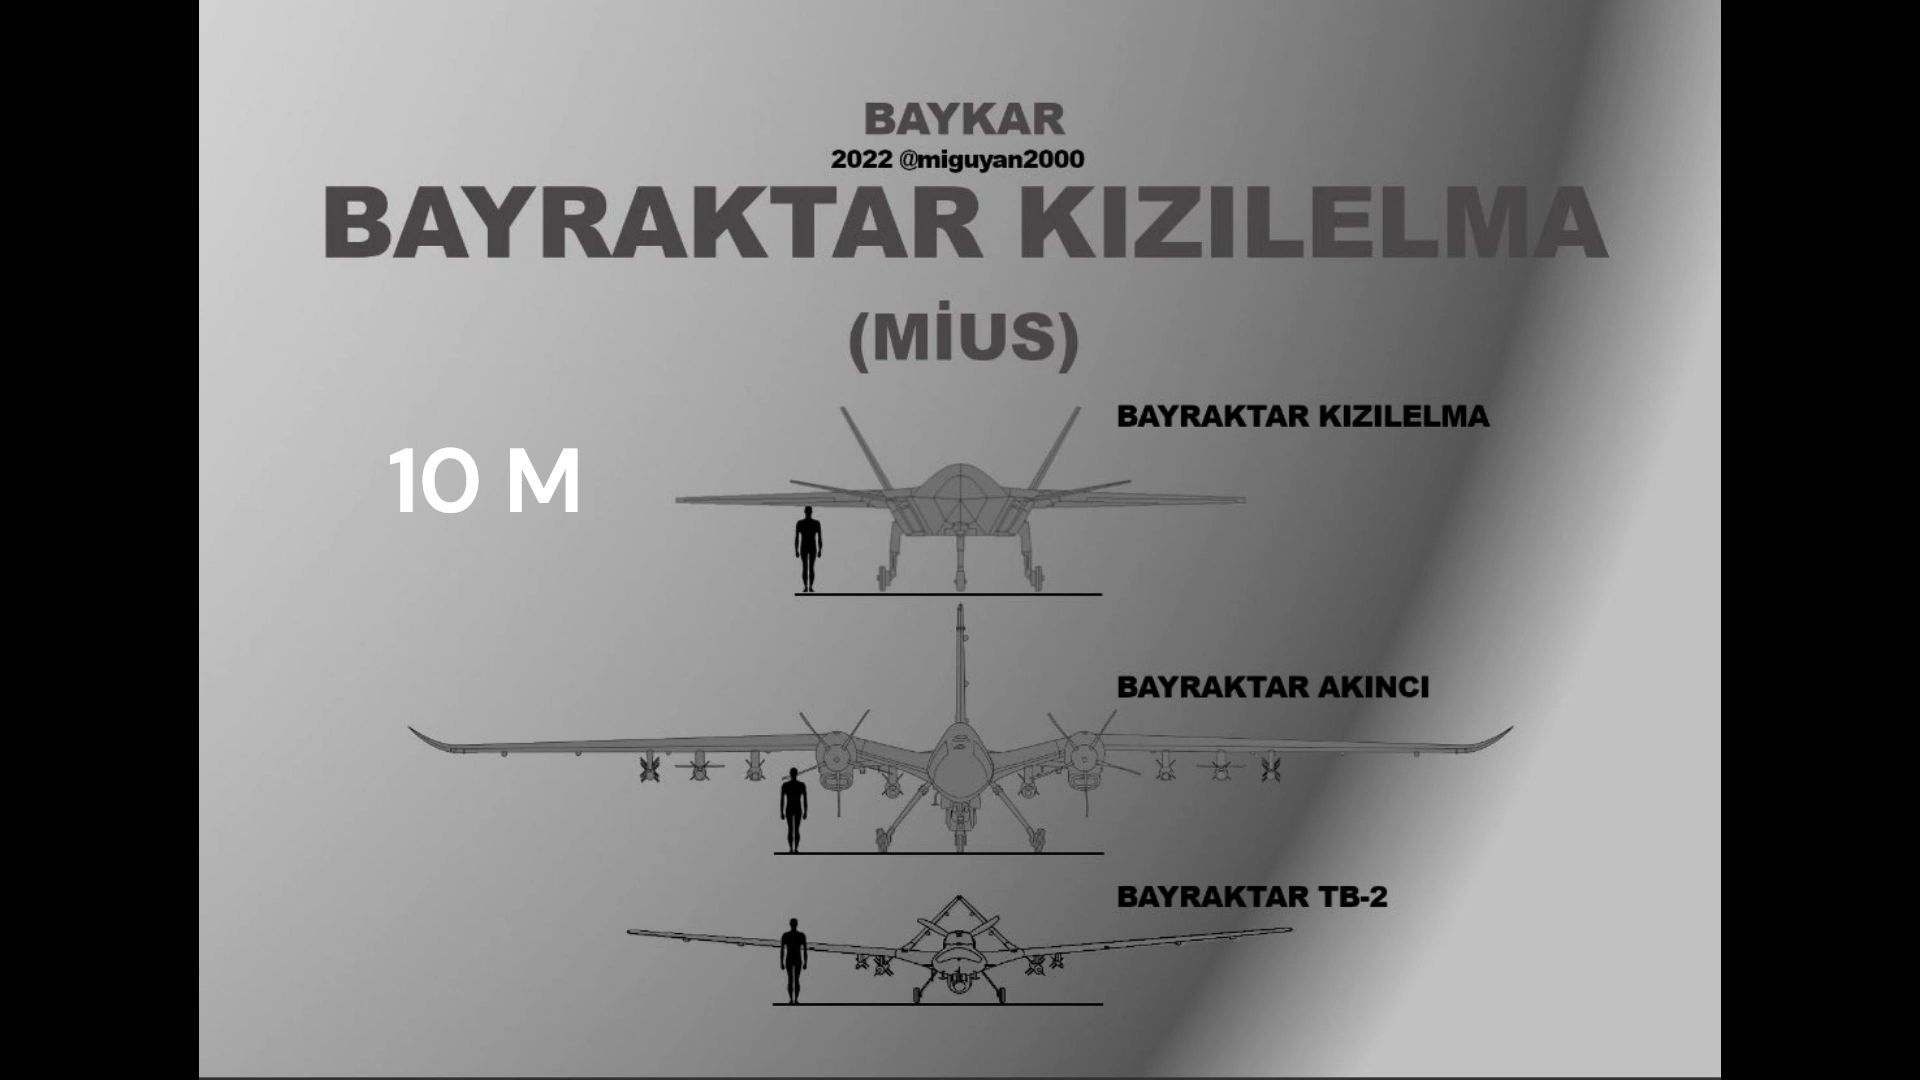 BAYKAR
2022 @miguyan2000
BAYRAKTAR KIZILELMA
(MİUS)
BAYRAKTAR KIZILELMA
10 M
BAYRAKTAR AKINCI
BAYRAKTAR TB-2